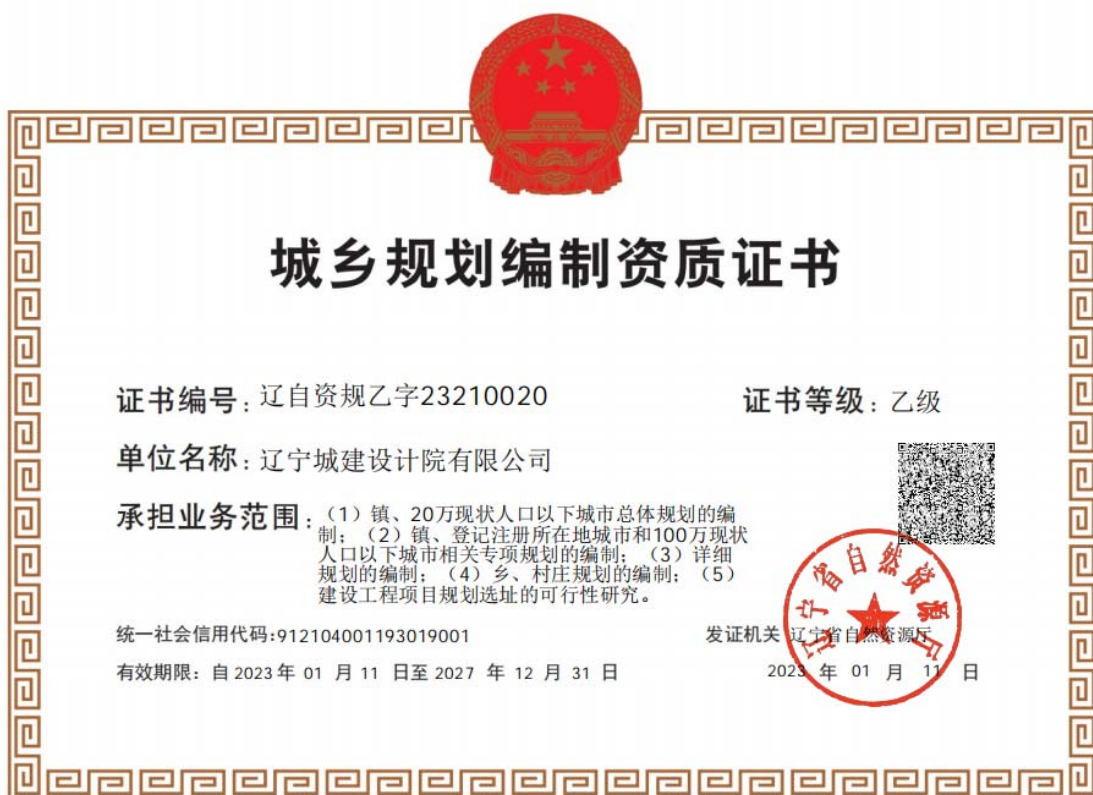 城乡规划编制资质证书
证书编号：辽自资规乙字23210020
证书等级：乙级
单位名称：辽宁城建设计院有限公司
承担业务范围：（1）镇、20万现状人口以下城市总体规划的编
制；（2）镇、登记注册所在地城市和100万现状
人口以下城市相关专项规划的编制；（3）详细
规划的编制；（4）乡、村庄规划的编制；（5）
建设工程项目规划选址的可行性研究。
统一社会信用代码:912104001193019001
发证机关 辽宁省自然资源厅
有效期限：自 2023 年 01 月 11 日至 2027 年 12 月 31 日
2023 年 01 月 11 日
辽宁省自然资源厅